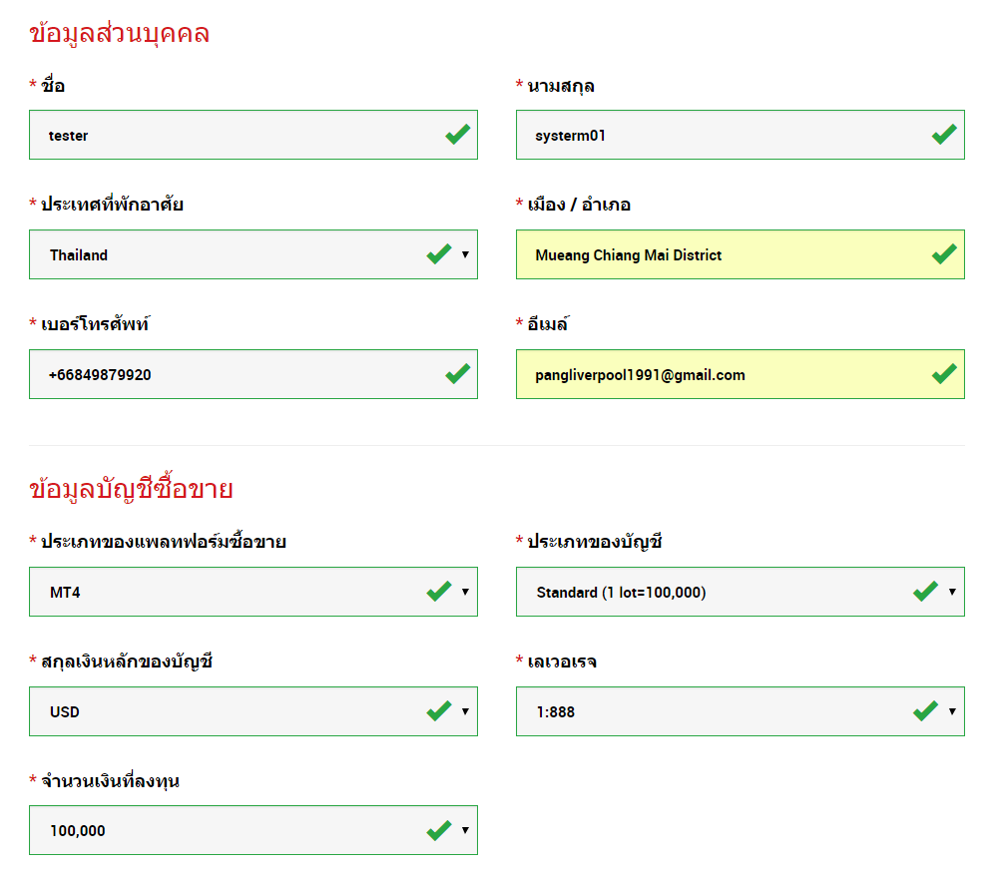 ข้อมูลส่วนบุคคล
* ชื่อ
* นามสกุล
tester
systerm01
* ประเทศที่พักอาศัย
* เมือง / อำเภอ
Thailand
Mueang Chiang Mai District
* เบอร์โทรศัพท์
* อีเมล์
+66849879920
pangliverpool1991@gmail.com
ข้อมูลบัญชีซื้อขาย
* ประเภทของแพลทฟอร์มซื้อขาย
* ประเภทของบัญชี
MT4
Standard (1 lot=100,000)
* สกุลเงินหลักของบัญชี
* เลเวอเรจ
USD
1:888
* จำนวนเงินที่ลงทุน
100,000